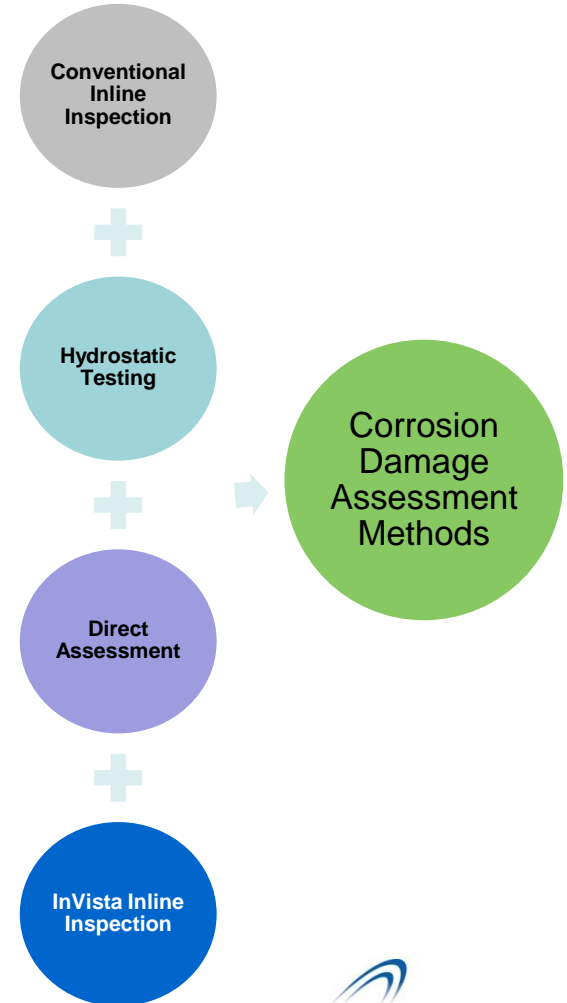 Conventional
Inline
Inspection
Hydrostatic
Testing
Direct
Assessment
InVista Inline
Inspection
Corrosion
Damage
Assessment
Methods